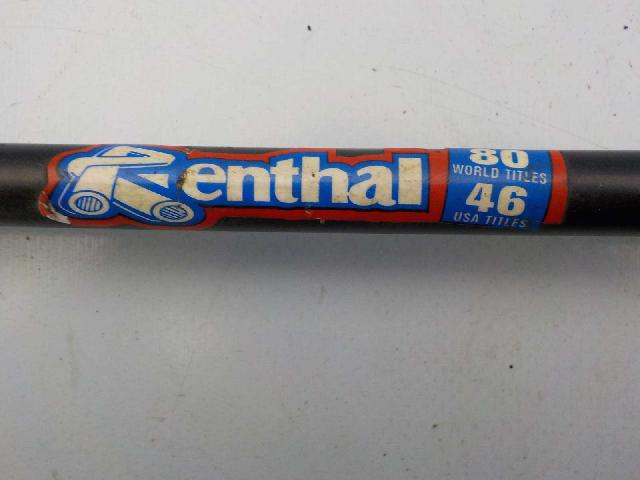 Renthal
80
WORLD TITLES
46
USA TITLES